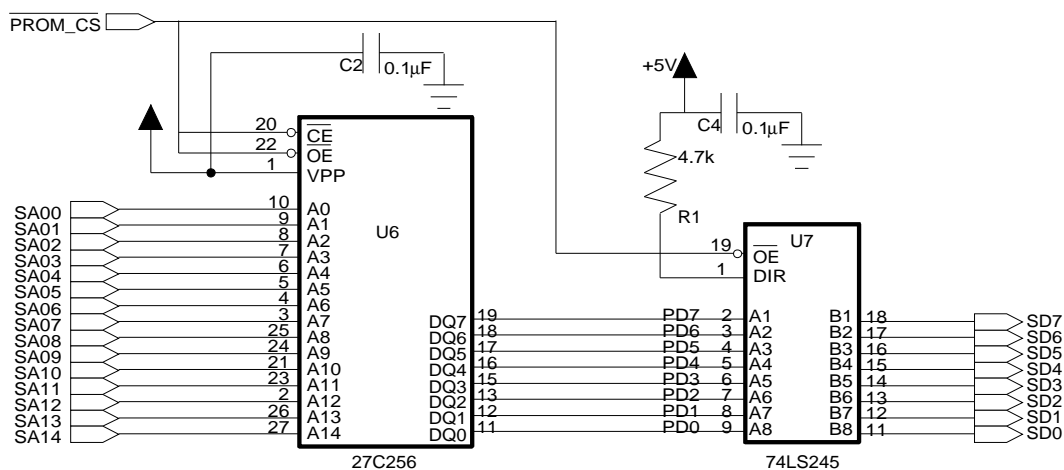 PROM_CS
C2
0.1µF
+5V
C4
0.1µF
4.7k
R1
20
CE
22
OE
1
VPP
U6
U7
19
OE
1
DIR
SA00
10
A0
SA01
9
A1
SA02
8
A2
SA03
7
A3
SA04
6
A4
SA05
5
A5
SA06
4
A6
SA07
3
A7
SA08
25
A8
SA09
24
A9
SA10
21
A10
SA11
23
A11
SA12
2
A12
SA13
26
A13
SA14
27
A14
DQ7
19
PD7
2
A1
B1
18
SD7
DQ6
18
PD6
3
A2
B2
17
SD6
DQ5
17
PD5
4
A3
B3
16
SD5
DQ4
16
PD4
5
A4
B4
15
SD4
DQ3
15
PD3
6
A5
B5
14
SD3
DQ2
13
PD2
7
A6
B6
13
SD2
DQ1
12
PD1
8
A7
B7
12
SD1
DQ0
11
PD0
9
A8
B8
11
SD0
27C256
74LS245